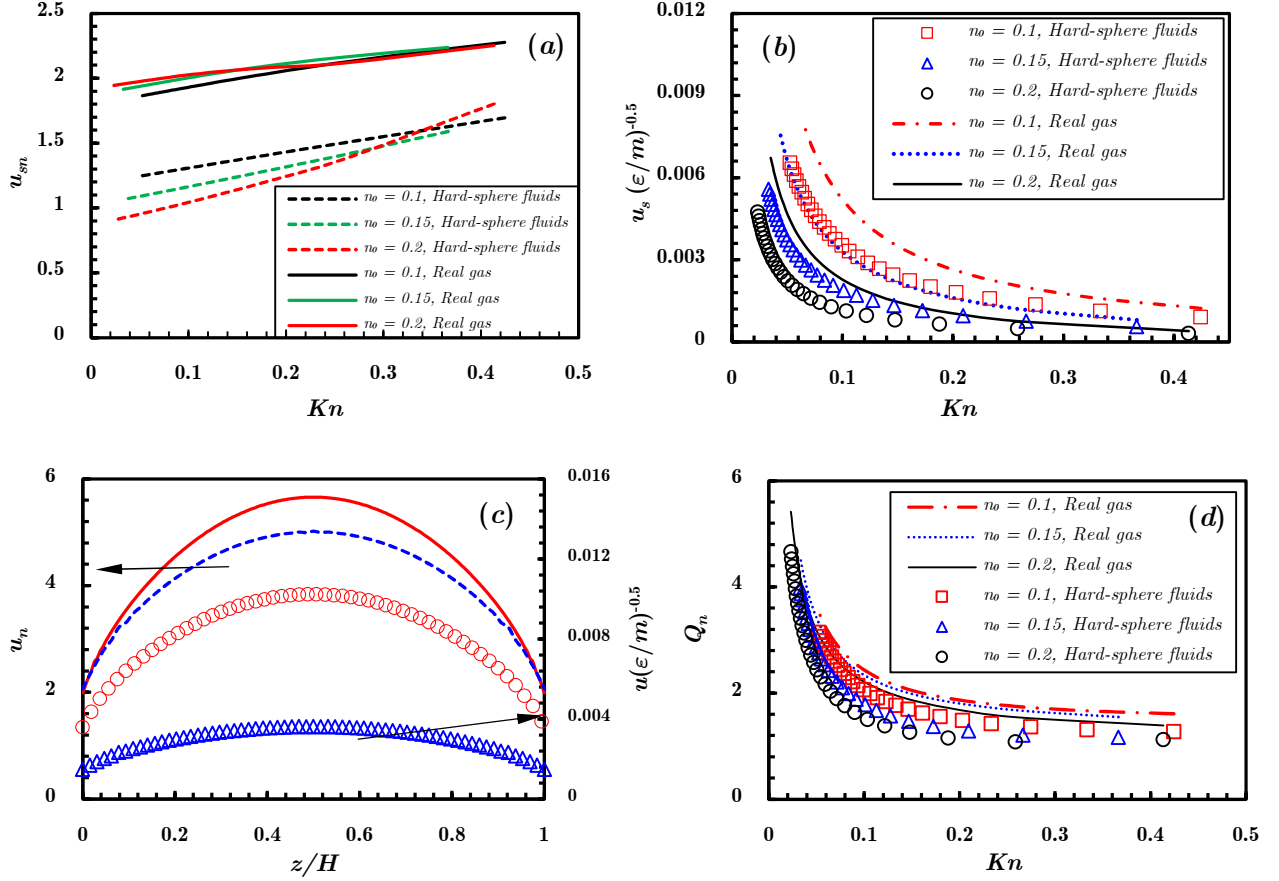 (a)
2.5
2
1.5
1
0.5
0
u_sn
n₀ = 0.1, Hard-sphere fluids
n₀ = 0.15, Hard-sphere fluids
n₀ = 0.2, Hard-sphere fluids
n₀ = 0.1, Real gas
n₀ = 0.15, Real gas
n₀ = 0.2, Real gas
0 0.1 0.2 0.3 0.4 0.5
Kn
(b)
0.012
0.009
0.006
0.003
0
u_s (ε/m)^-0.5
n₀ = 0.1, Hard-sphere fluids
n₀ = 0.15, Hard-sphere fluids
n₀ = 0.2, Hard-sphere fluids
n₀ = 0.1, Real gas
n₀ = 0.15, Real gas
n₀ = 0.2, Real gas
0 0.1 0.2 0.3 0.4
Kn
(c)
6
4
2
0
u_n
0.016
0.012
0.008
0.004
0
u(ε/m)^-0.5
0 0.2 0.4 0.6 0.8 1
z/H
(d)
6
4
2
0
Q_n
n₀ = 0.1, Real gas
n₀ = 0.15, Real gas
n₀ = 0.2, Real gas
n₀ = 0.1, Hard-sphere fluids
n₀ = 0.15, Hard-sphere fluids
n₀ = 0.2, Hard-sphere fluids
0 0.1 0.2 0.3 0.4 0.5
Kn